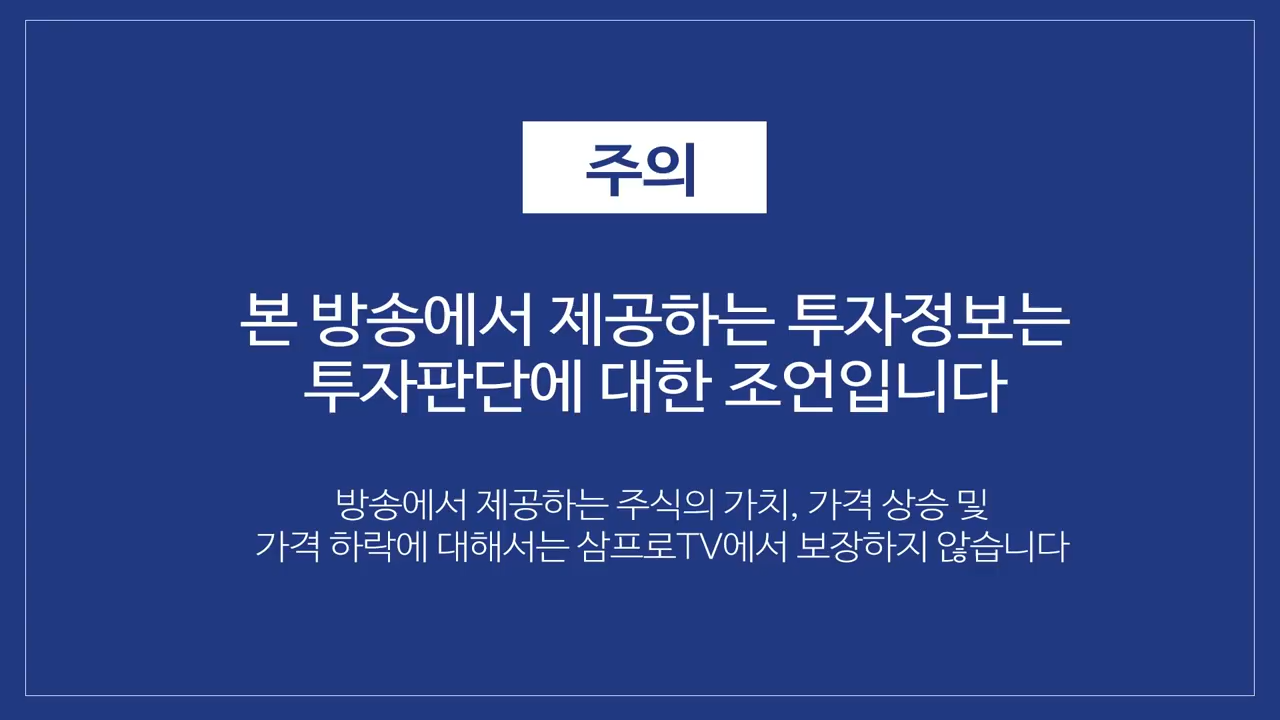 주의
본 방송에서 제공하는 투자정보는
투자판단에 대한 조언입니다
방송에서 제공하는 주식의 가치, 가격 상승 및
가격 하락에 대해서는 삼프로TV에서 보장하지 않습니다